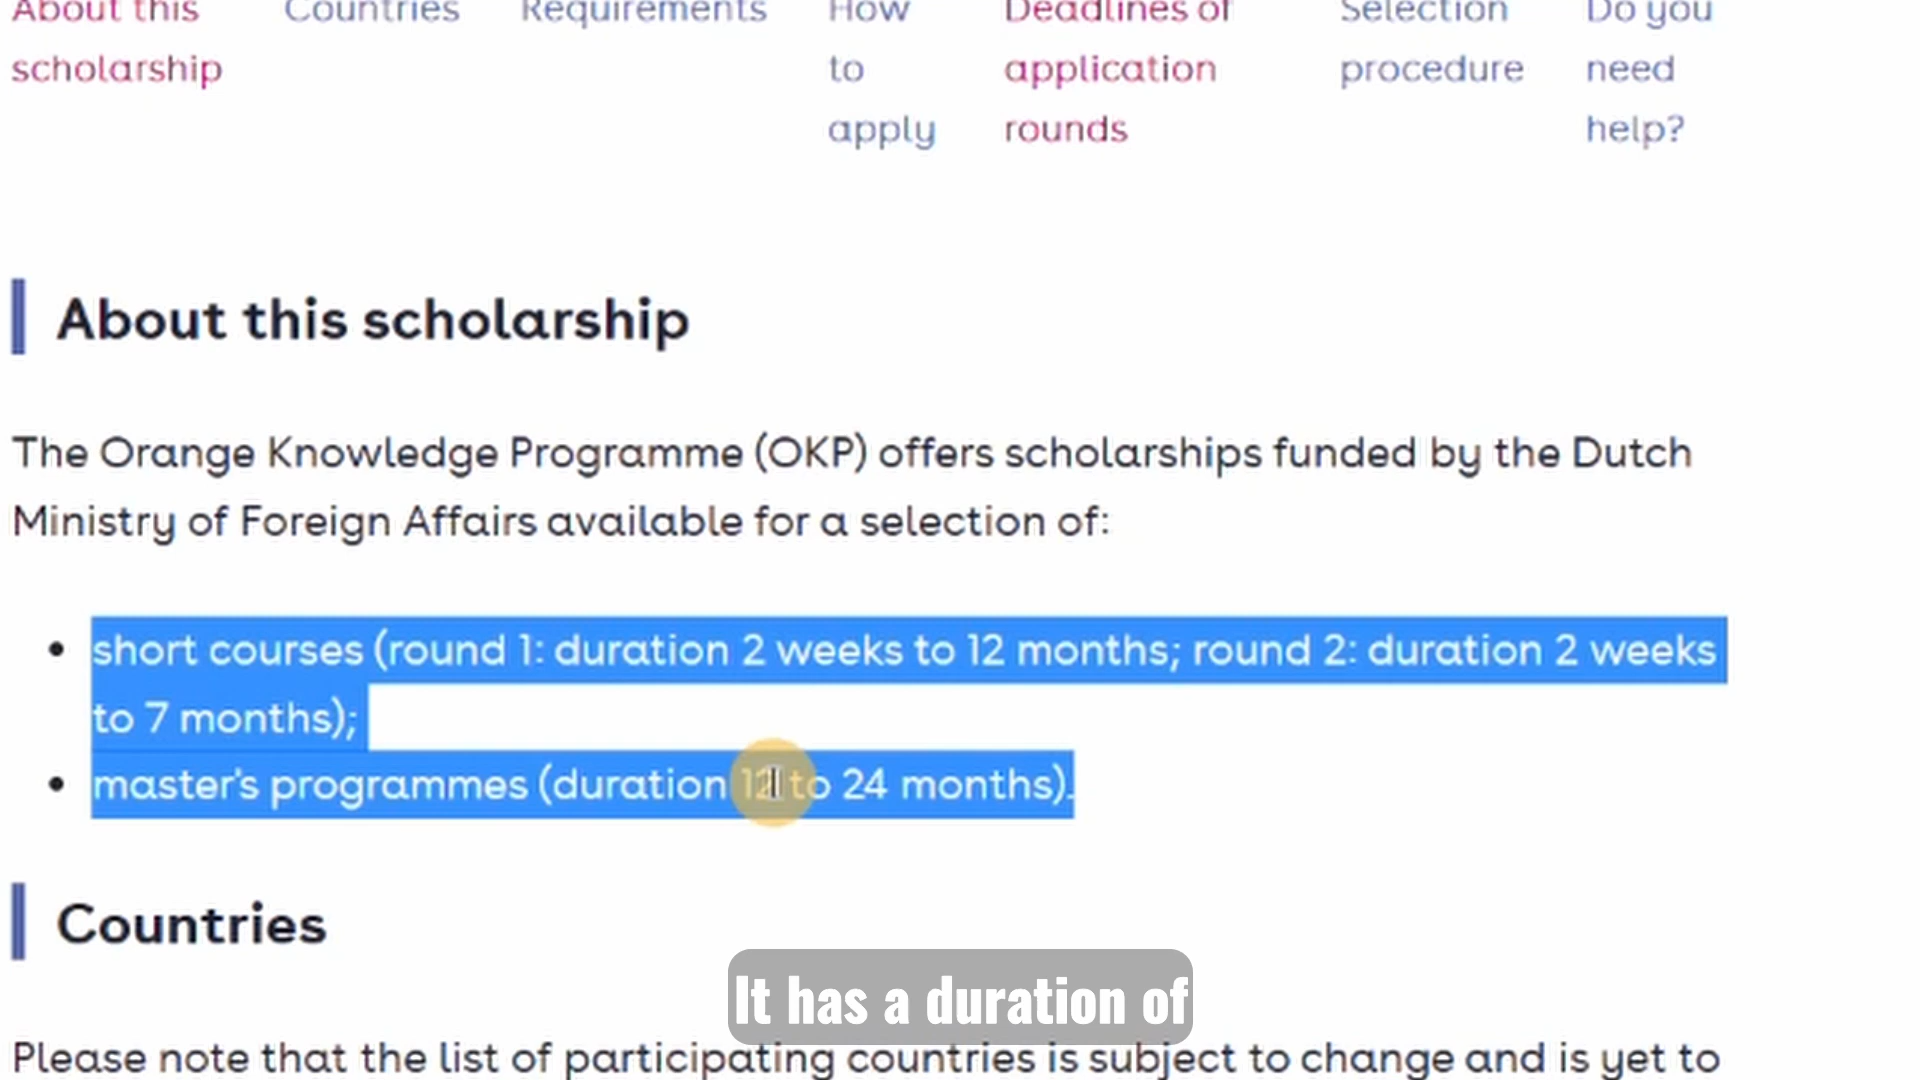 About this Countries Requirements How Deadlines of Selection Do you
scholarship to application procedure need
apply rounds help?
About this scholarship
The Orange Knowledge Programme (OKP) offers scholarships funded by the Dutch
Ministry of Foreign Affairs available for a selection of:
short courses (round 1: duration 2 weeks to 12 months; round 2: duration 2 weeks
to 7 months);
master's programmes (duration 12 to 24 months).
Countries
It has a duration of
Please note that the list of participating countries is subject to change and is yet to